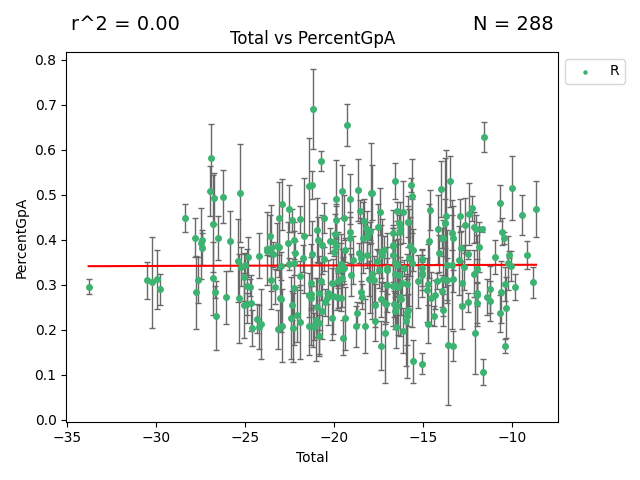 r^2 = 0.00 N = 288
Total vs PercentGpA
R
0.8
0.7
0.6
0.5
0.4
0.3
0.2
0.1
0.0
PercentGpA
−35 −30 −25 −20 −15 −10
Total